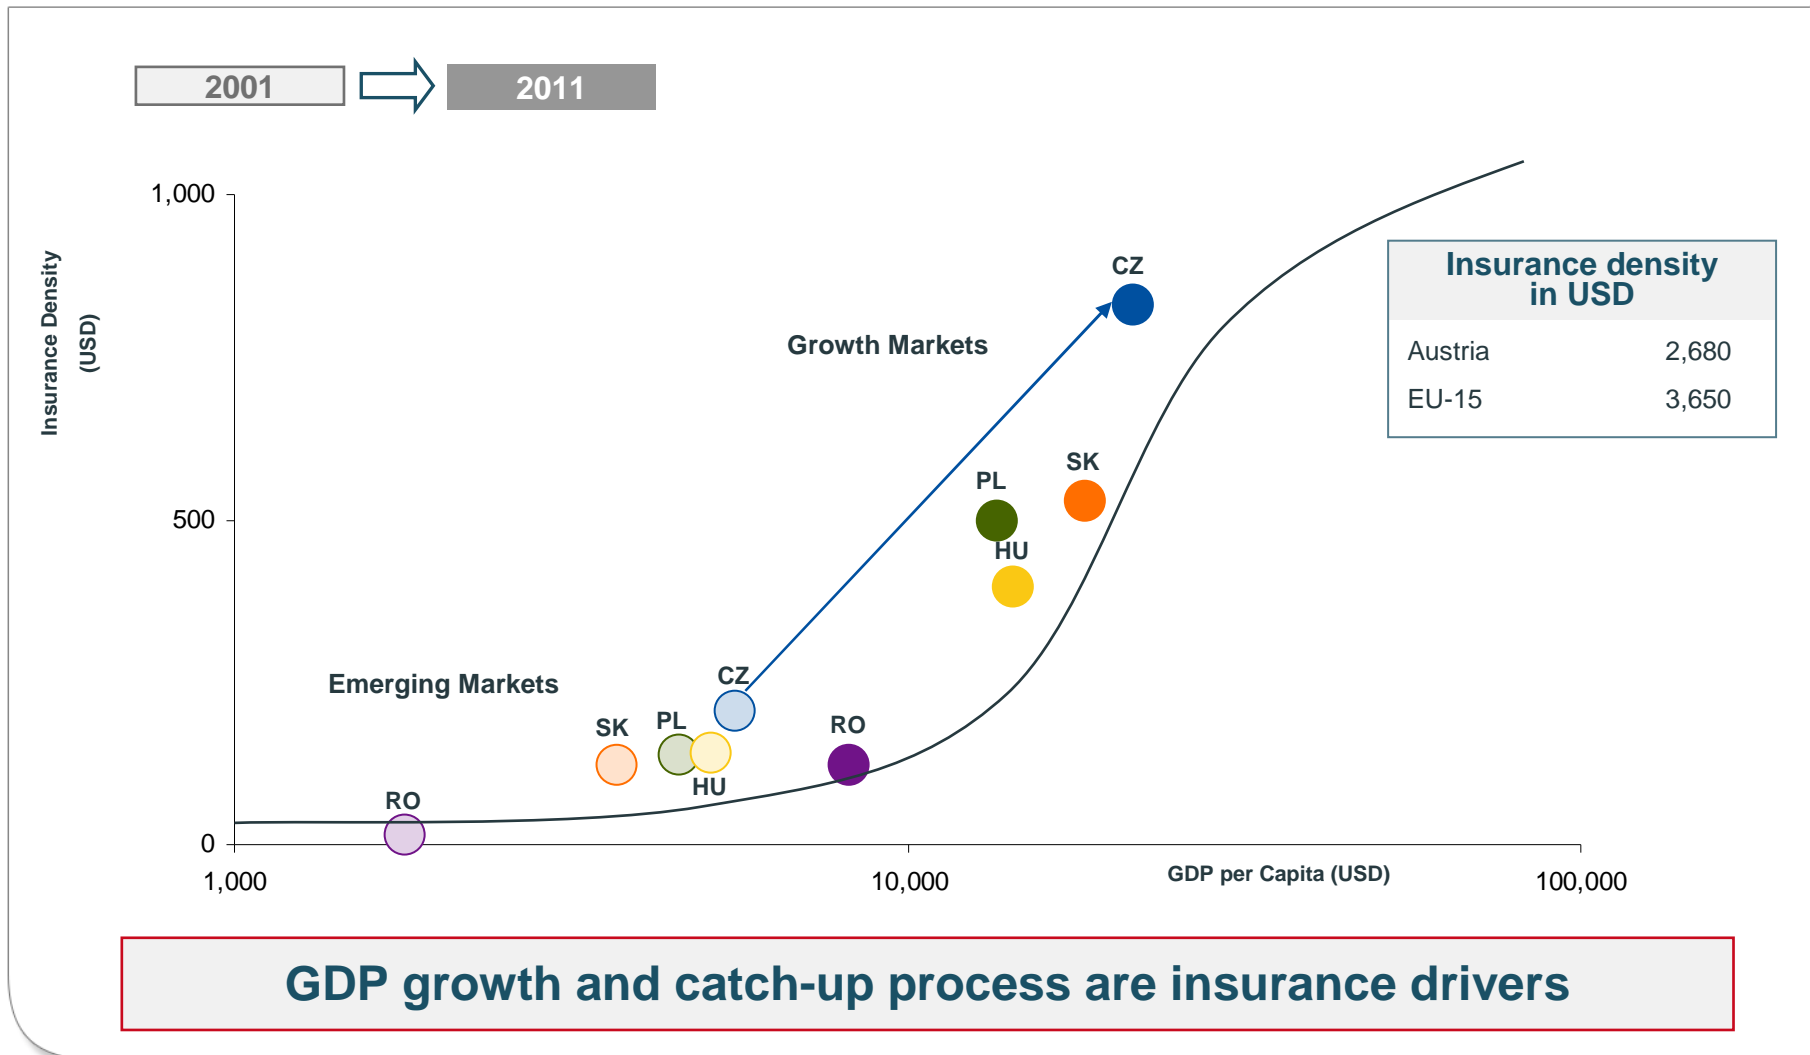 2001
2011
1,000
Insurance Density
(USD)
500
0
1,000
10,000
100,000
GDP per Capita (USD)
Growth Markets
Emerging Markets
CZ
SK
PL
HU
CZ
SK
PL
HU
RO
RO
Insurance density
in USD
Austria 2,680
EU-15 3,650
GDP growth and catch-up process are insurance drivers